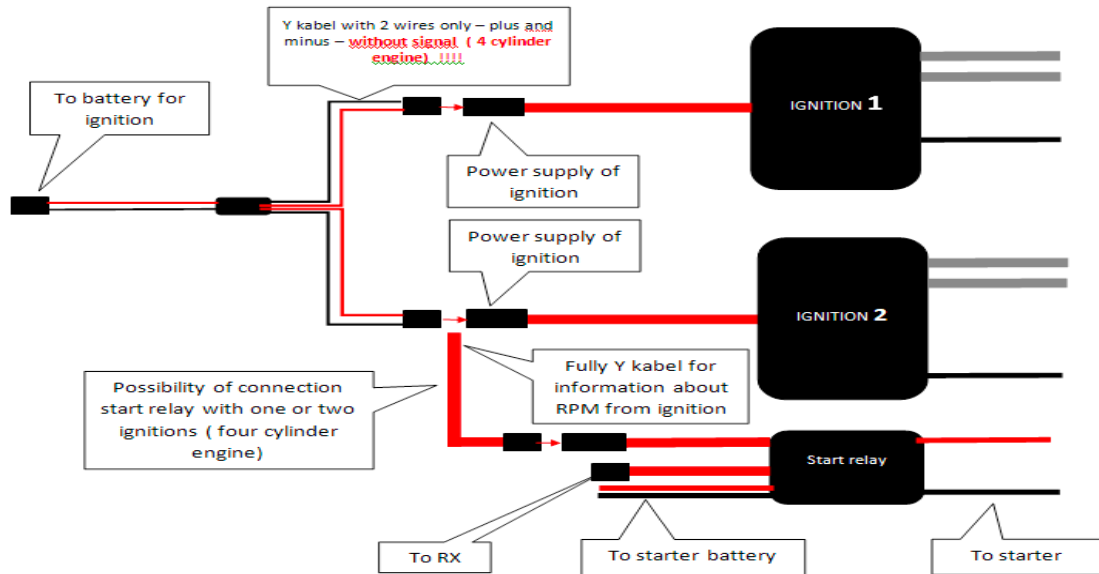 Y kabel with 2 wires only – plus and
minus – without signal ( 4 cylinder
engine) !!!!
To battery for
ignition
IGNITION 1
Power supply of
ignition
Power supply of
ignition
IGNITION 2
Fully Y kabel for
information about
RPM from ignition
Possibility of connection
start relay with one or two
ignitions ( four cylinder
engine)
Start relay
To RX
To starter battery
To starter